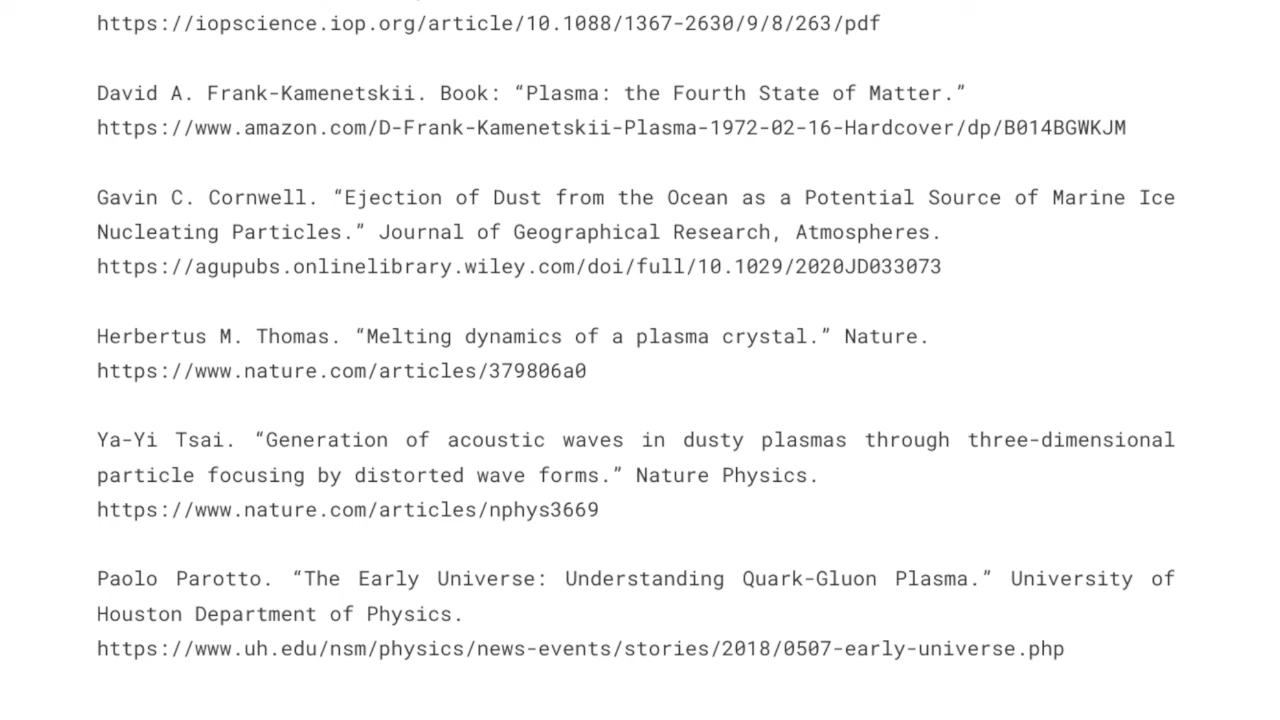 https://iopscience.iop.org/article/10.1088/1367-2630/9/8/263/pdf
David A. Frank-Kamenetskii. Book: “Plasma: the Fourth State of Matter.”
https://www.amazon.com/D-Frank-Kamenetskii-Plasma-1972-02-16-Hardcover/dp/B014BGWKJM
Gavin C. Cornwell. “Ejection of Dust from the Ocean as a Potential Source of Marine Ice
Nucleating Particles.” Journal of Geographical Research, Atmospheres.
https://agupubs.onlinelibrary.wiley.com/doi/full/10.1029/2020JD033073
Herbertus M. Thomas. “Melting dynamics of a plasma crystal.” Nature.
https://www.nature.com/articles/379806a0
Ya-Yi Tsai. “Generation of acoustic waves in dusty plasmas through three-dimensional
particle focusing by distorted wave forms.” Nature Physics.
https://www.nature.com/articles/nphys3669
Paolo Parotto. “The Early Universe: Understanding Quark-Gluon Plasma.” University of
Houston Department of Physics.
https://www.uh.edu/nsm/physics/news-events/stories/2018/0507-early-universe.php